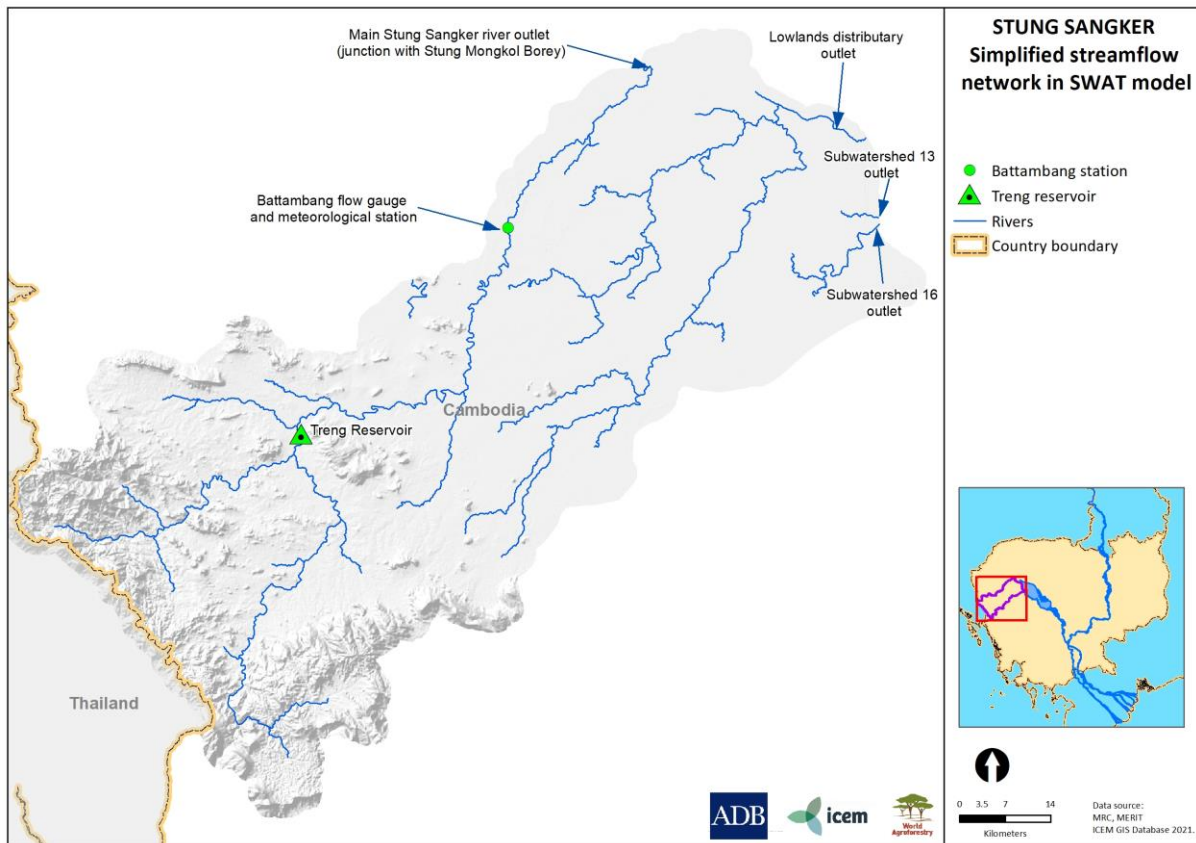 STUNG SANGKER
Simplified streamflow
network in SWAT model
Main Stung Sangker river outlet
(junction with Stung Mongkol Borey)
Lowlands distributary
outlet
Subwatershed 13
outlet
Battambang flow gauge
and meteorological station
Subwatershed 16
outlet
Cambodia
Treng Reservoir
Thailand
Battambang station
Treng reservoir
Rivers
Country boundary
0 3.5 7 14
Kilometers
Data source:
MRC, MERIT
ICEM GIS Database 2021.
ADB
icem
World
Agroforestry